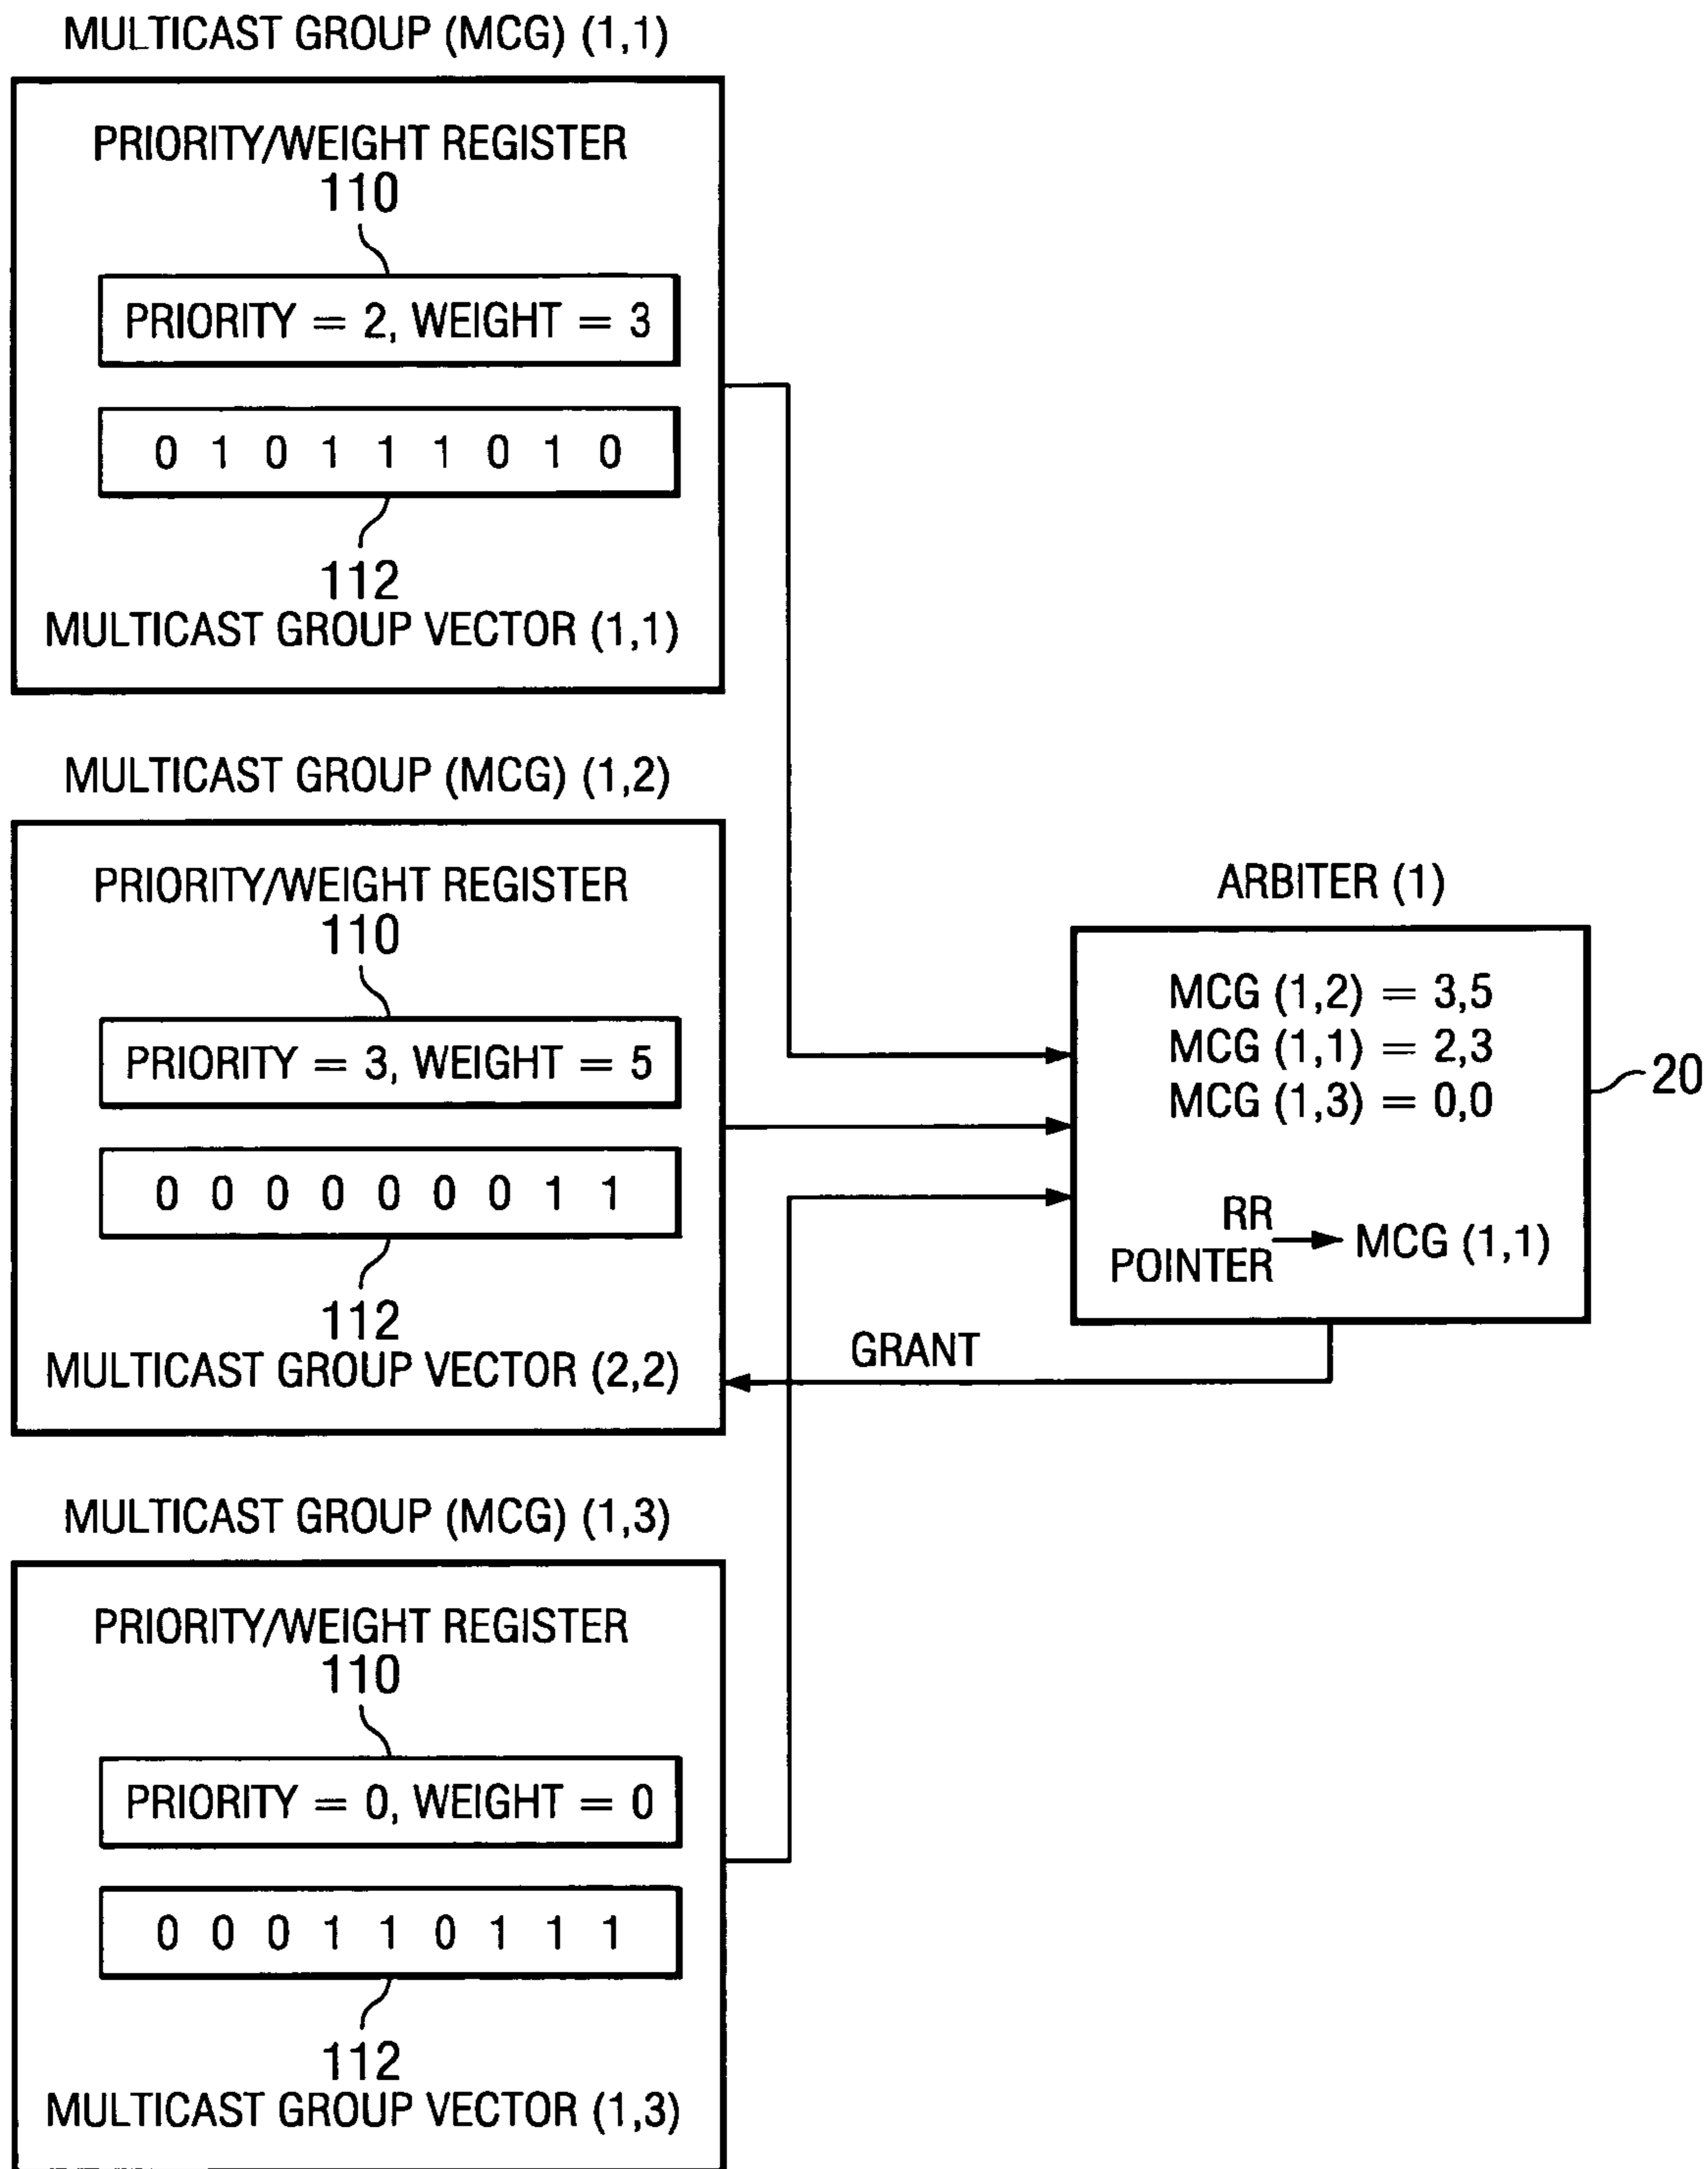 MULTICAST GROUP (MCG) (1,1)
PRIORITY/WEIGHT REGISTER
110
PRIORITY = 2, WEIGHT = 3
0 1 0 1 1 1 0 1 0
112
MULTICAST GROUP VECTOR (1,1)
MULTICAST GROUP (MCG) (1,2)
PRIORITY/WEIGHT REGISTER
110
PRIORITY = 3, WEIGHT = 5
0 0 0 0 0 0 0 1 1
112
MULTICAST GROUP VECTOR (2,2)
MULTICAST GROUP (MCG) (1,3)
PRIORITY/WEIGHT REGISTER
110
PRIORITY = 0, WEIGHT = 0
0 0 0 1 1 0 1 1 1
112
MULTICAST GROUP VECTOR (1,3)
ARBITER (1)
MCG (1,2) = 3,5
MCG (1,1) = 2,3
MCG (1,3) = 0,0
20
RR
POINTER
MCG (1,1)
GRANT